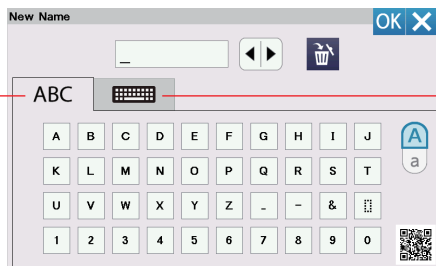 New Name
OK
_
ABC
A B C D E F G H I J
K L M N O P Q R S T
U V W X Y Z _ - &
1 2 3 4 5 6 7 8 9 0
A
a